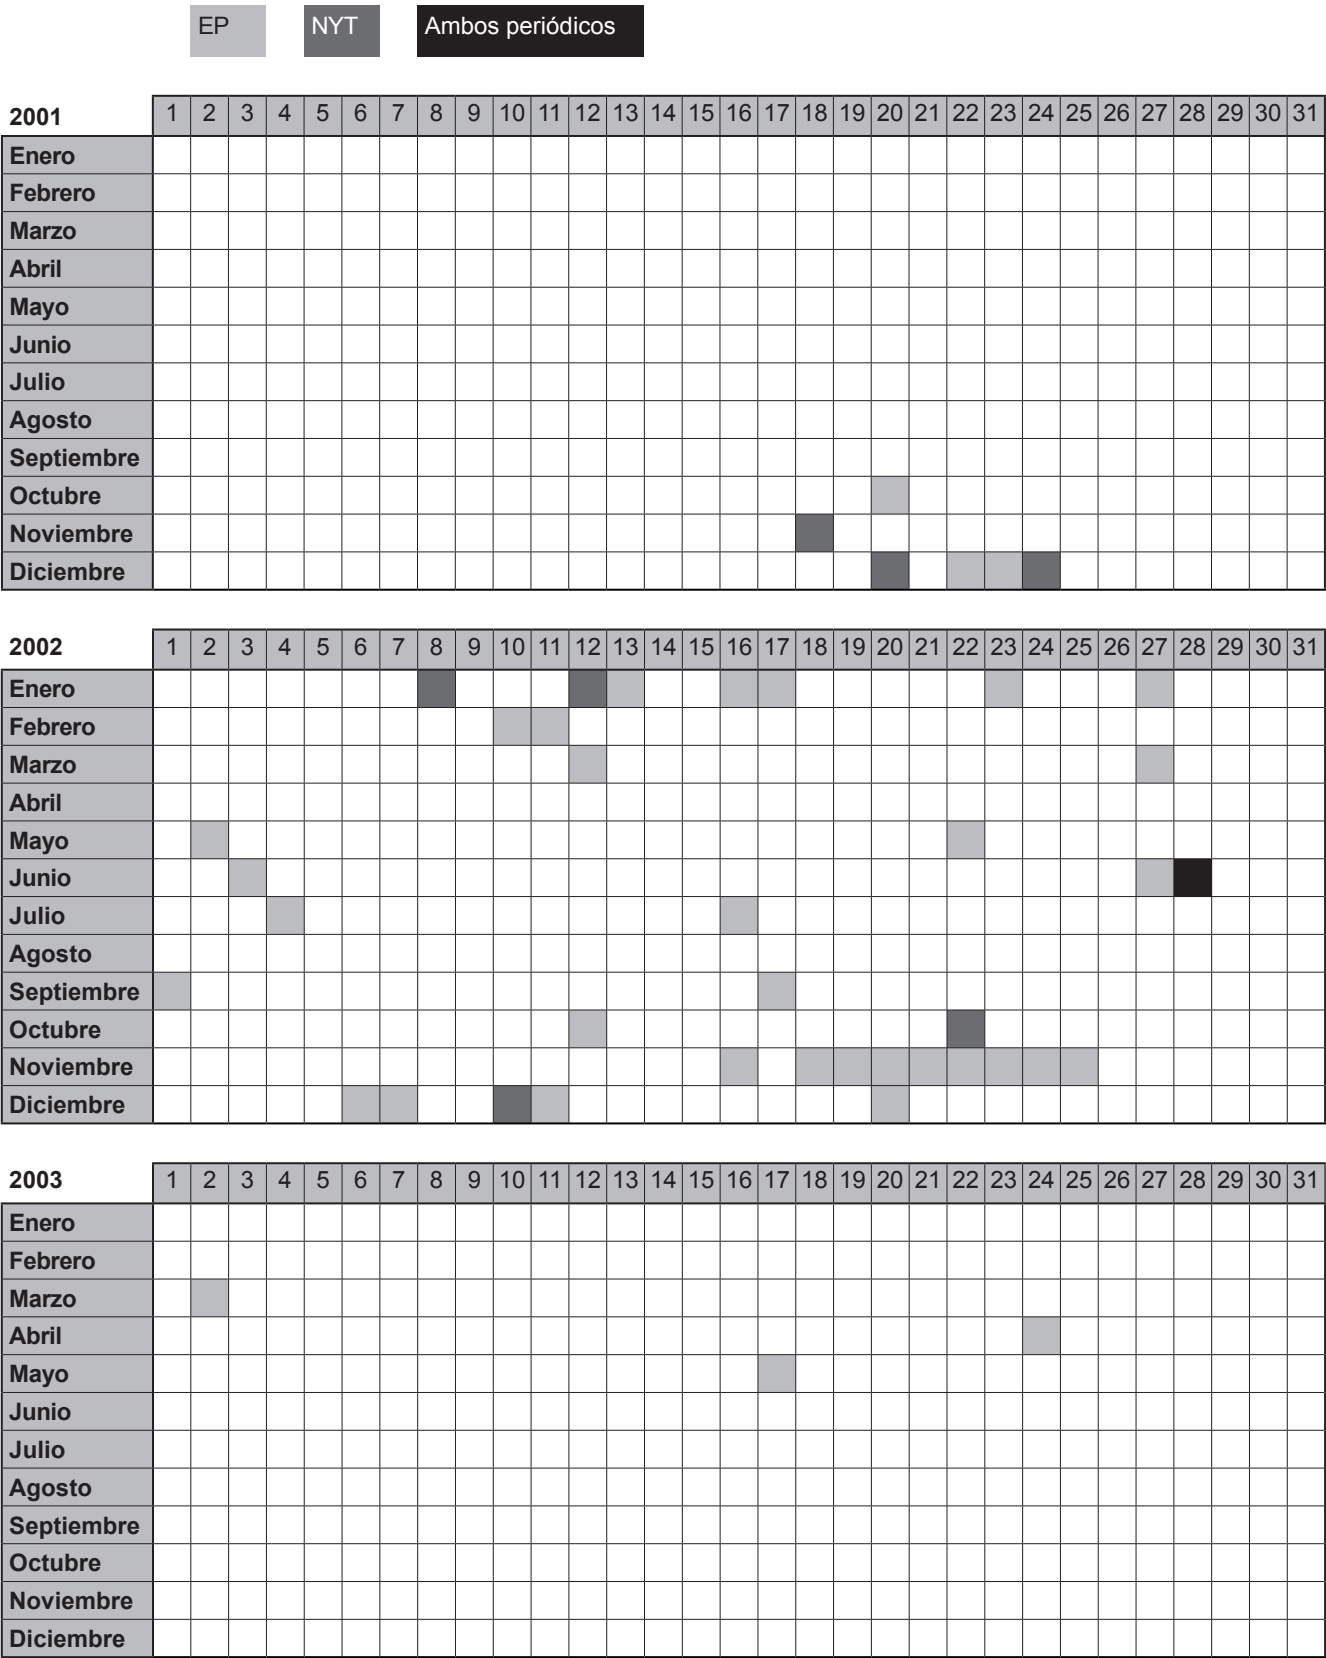 EP NYT Ambos periódicos
2001 1 2 3 4 5 6 7 8 9 10 11 12 13 14 15 16 17 18 19 20 21 22 23 24 25 26 27 28 29 30 31
Enero
Febrero
Marzo
Abril
Mayo
Junio
Julio
Agosto
Septiembre
Octubre
Noviembre
Diciembre
2002 1 2 3 4 5 6 7 8 9 10 11 12 13 14 15 16 17 18 19 20 21 22 23 24 25 26 27 28 29 30 31
Enero
Febrero
Marzo
Abril
Mayo
Junio
Julio
Agosto
Septiembre
Octubre
Noviembre
Diciembre
2003 1 2 3 4 5 6 7 8 9 10 11 12 13 14 15 16 17 18 19 20 21 22 23 24 25 26 27 28 29 30 31
Enero
Febrero
Marzo
Abril
Mayo
Junio
Julio
Agosto
Septiembre
Octubre
Noviembre
Diciembre